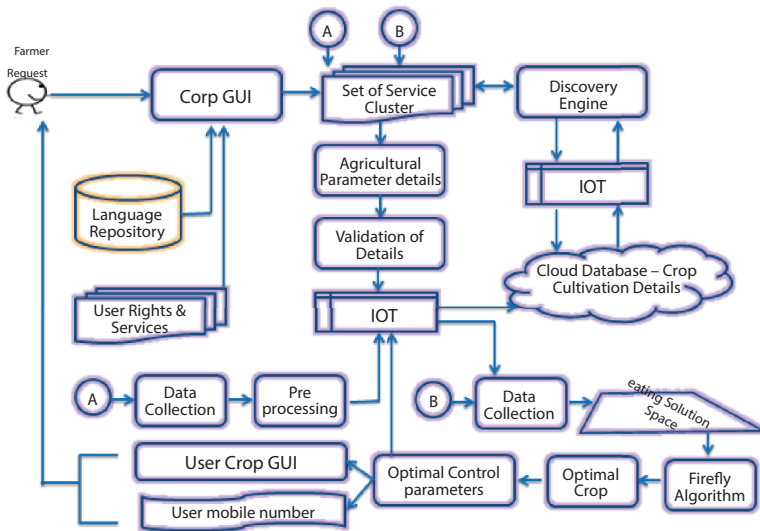 A
B
Farmer
Request
Corp GUI
Set of Service
Cluster
Discovery
Engine
Agricultural
Parameter details
IOT
Language
Repository
Validation of
Details
Cloud Database – Crop
Cultivation Details
User Rights &
Services
IOT
A
Data
Collection
Pre
processing
B
Data
Collection
eating Solution
Space
User Crop GUI
Optimal Control
parameters
Optimal
Crop
Firefly
Algorithm
User mobile number